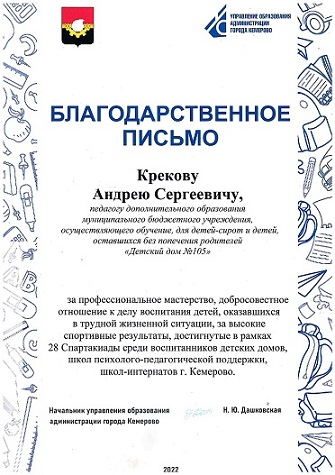 УПРАВЛЕНИЕ ОБРАЗОВАНИЯ
АДМИНИСТРАЦИИ
ГОРОДА КЕМЕРОВО
БЛАГОДАРСТВЕННОЕ
ПИСЬМО
Крекову
Андрею Сергеевичу,
педагогу дополнительного образования
муниципального бюджетного учреждения,
осуществляющего обучение, для детей-сирот и детей,
оставшихся без попечения родителей
«Детский дом №105»
за профессиональное мастерство, добросовестное
отношение к делу воспитания детей, оказавшихся
в трудной жизненной ситуации, за высокие
спортивные результаты, достигнутые в рамках
28 Спартакиады среди воспитанников детских домов,
школ психолого-педагогической поддержки,
школ-интернатов г. Кемерово.
Начальник управления образования
администрации города Кемерово
Н. Ю. Дашковская
2022